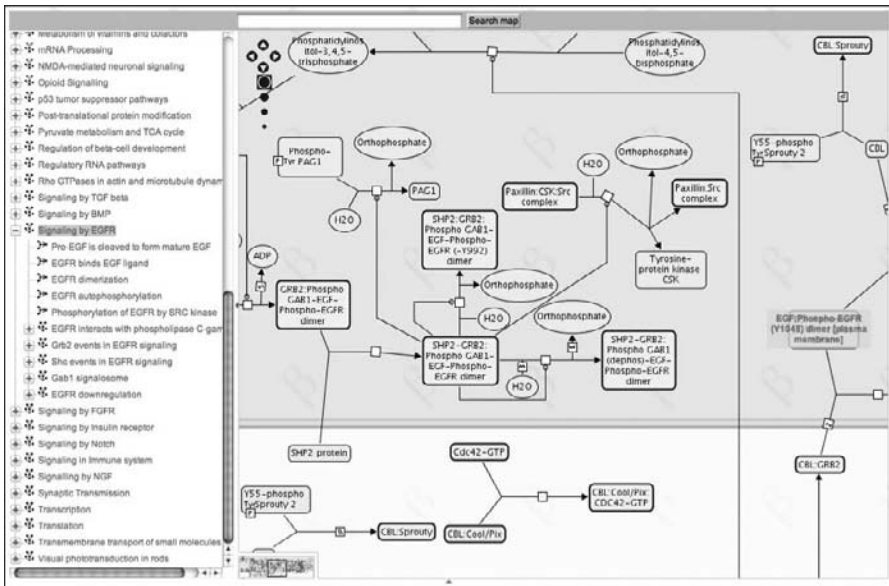 Search map
Metabolism of vitamins and cofactors
mRNA Processing
NMDA-mediated neuronal signaling
Opioid Signalling
p53 tumor suppressor pathways
Post-translational protein modification
Pyruvate metabolism and TCA cycle
Regulation of beta-cell development
Regulatory RNA pathways
Rho GTPases in actin and microtubule dynam
Signaling by TGF beta
Signaling by BMP
Signaling by EGFR
Pro-EGF is cleaved to form mature EGF
EGFR binds EGF ligand
EGFR dimerization
EGFR autophosphorylation
Phosphorylation of EGFR by SRC kinase
EGFR interacts with phospholipase C-gam
Grb2 events in EGFR signaling
Shc events in EGFR signaling
Gab1 signalosome
EGFR downregulation
Signaling by FGFR
Signaling by Insulin receptor
Signaling by Notch
Signaling in Immune system
Signalling by NGF
Synaptic Transmission
Transcription
Translation
Transmembrane transport of small molecules
Visual phototransduction in rods
Phosphatidylinos
itol-3,4,5-
trisphosphate
Phosphatidylinos
itol-4,5-
bisphosphate
CBL:Sprouty
Phospho-
Tyr PAG1
P
Orthophosphate
H2O
PAG1
H2O
Orthophosphate
Paxillin:CSK:Src
complex
Paxillin:Src
complex
Tyrosine-
protein kinase
CSK
Y55-phospho
TyrSprouty 2
P
CBL
SHP2:GRB2:
Phospho GAB1-
EGF-Phospho-
EGFR (-Y992)
dimer
Orthophosphate
H2O
ADP
GRB2:Phospho
GAB1-EGF-
Phospho-EGFR
dimer
SHP2-GRB2:
Phospho GAB1-
EGF-Phospho-
EGFR dimer
Orthophosphate
H2O
SHP2-GRB2:
Phospho GAB1
(dephos)-EGF-
Phospho-EGFR
dimer
EGF:Phospho-EGFR
(Y1045) dimer [plasma
membrane]
SHP2 protein
Cdc42-GTP
CBL:Cool/Pix
CBL:Cool/Pix:
CDC42-GTP
CBL:GRB2
Y55-phospho
TyrSprouty 2
P
CBL:Sprouty